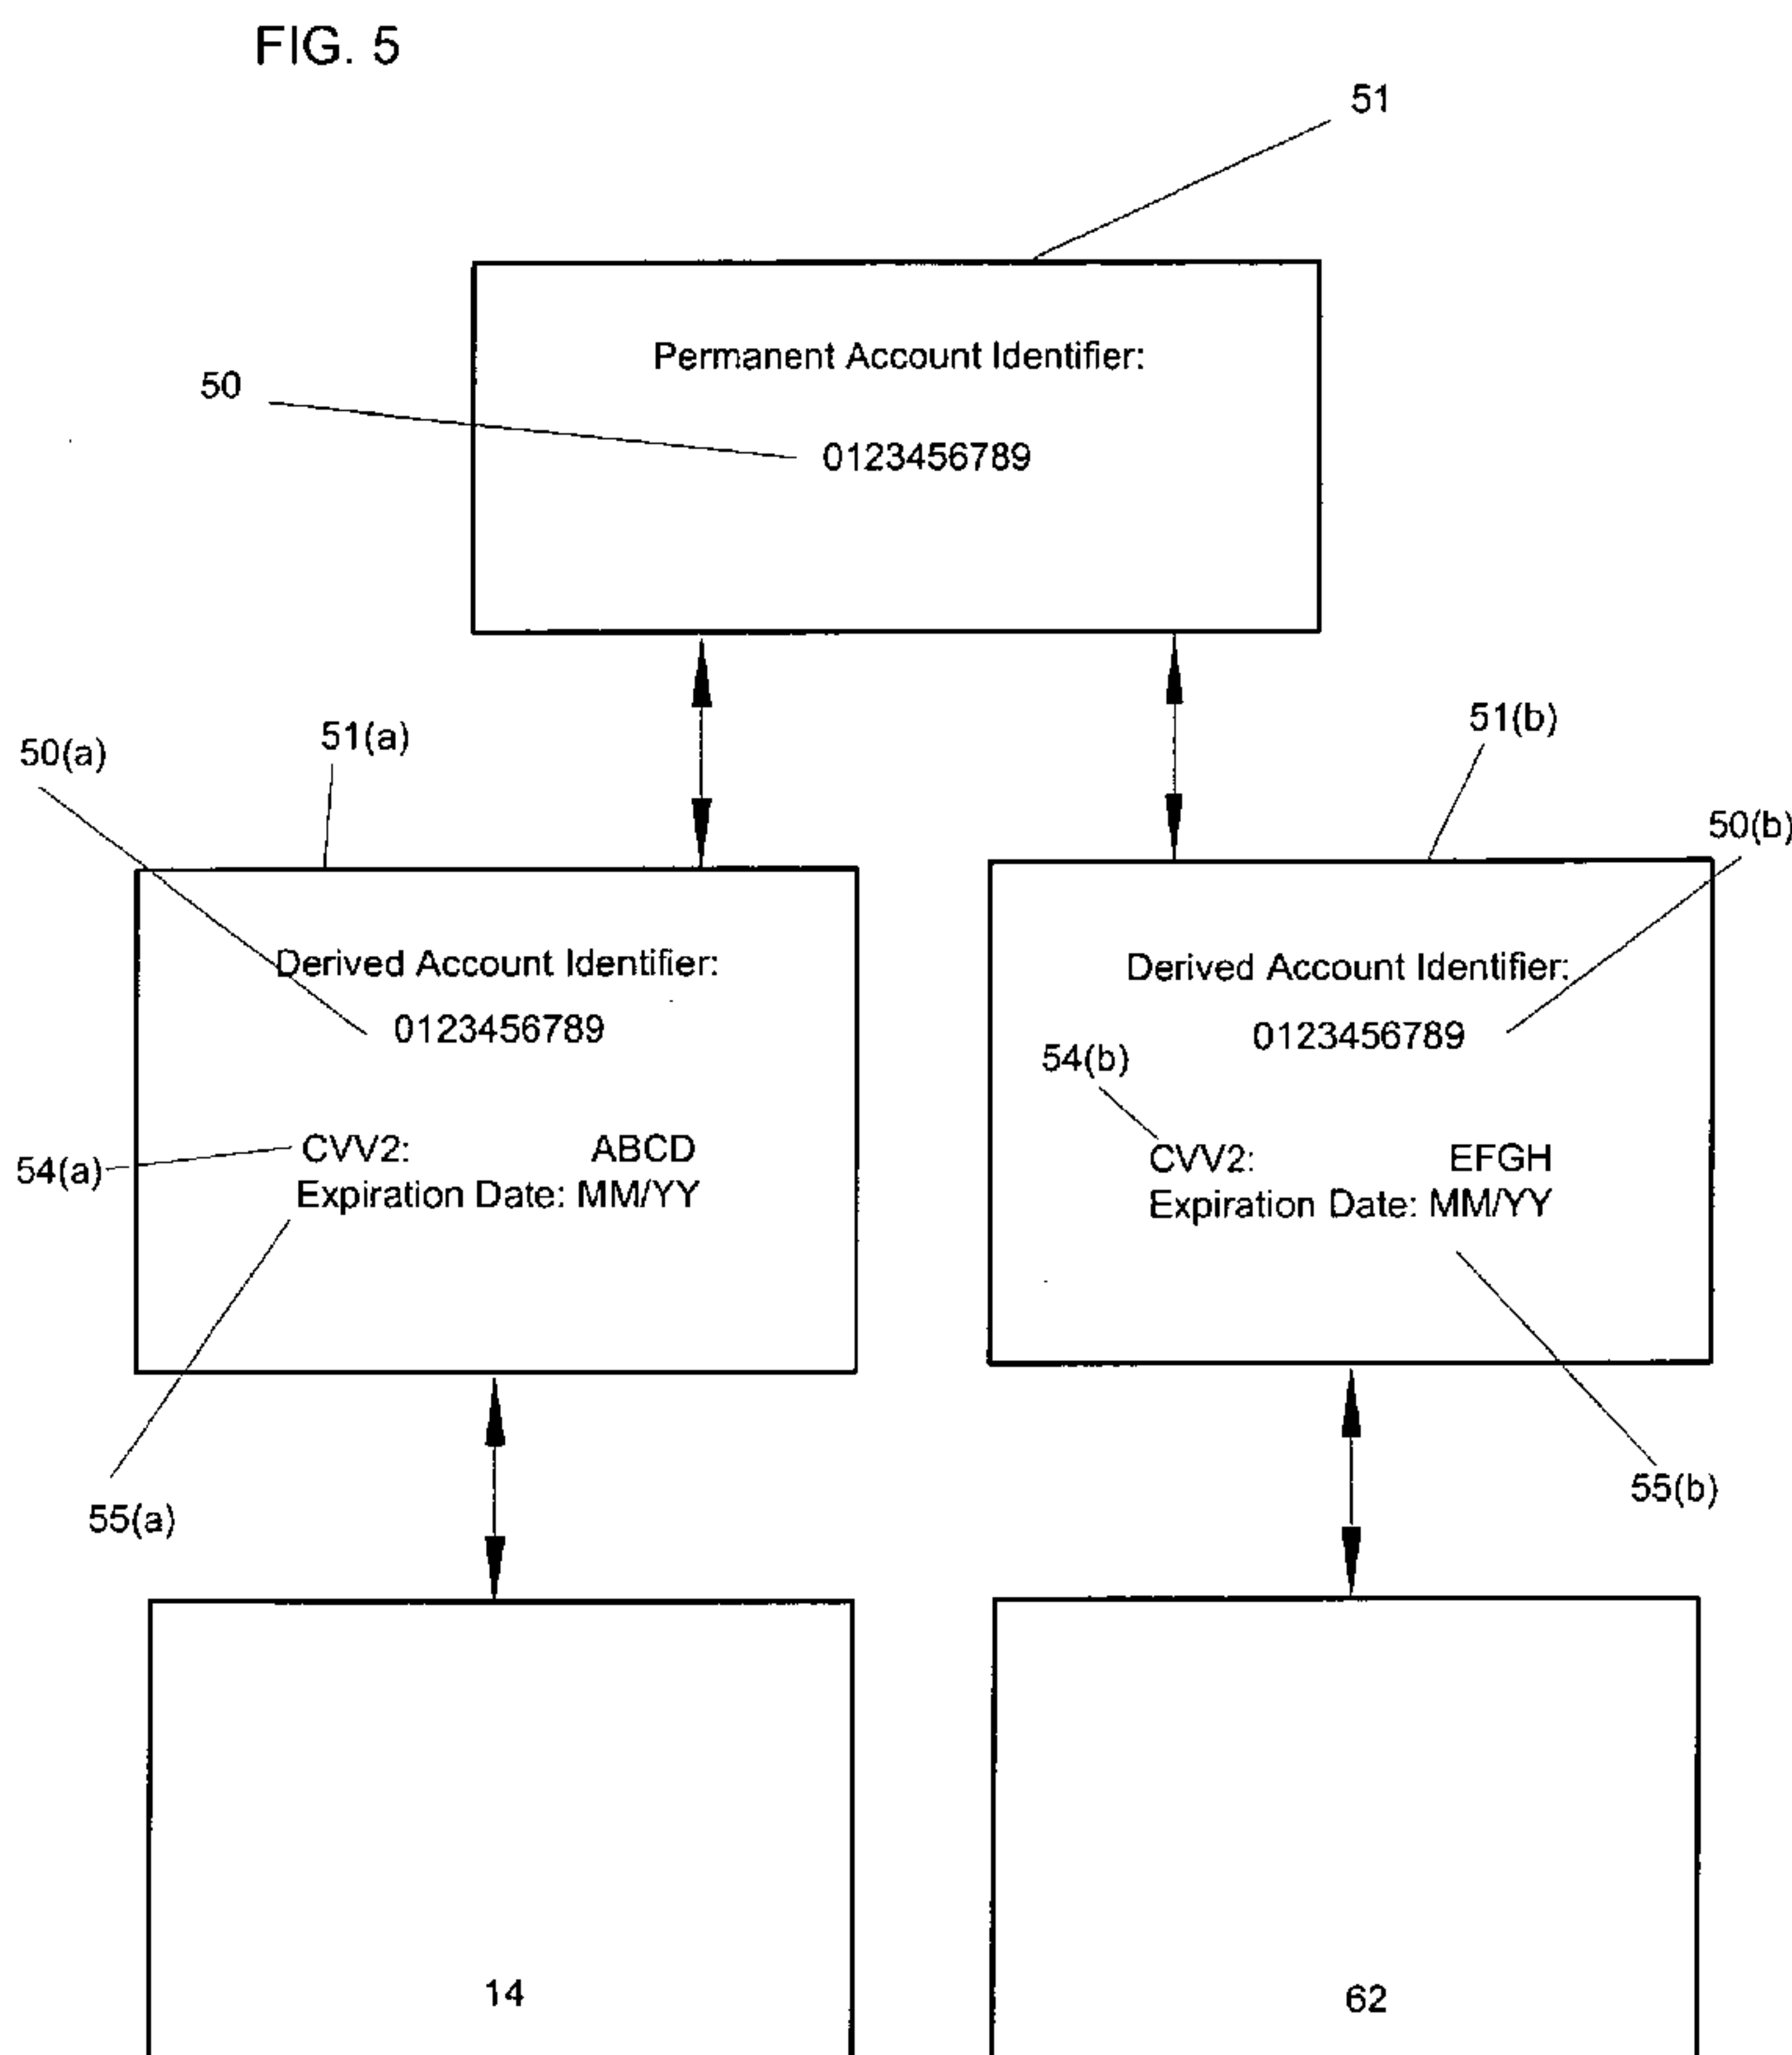 FIG. 5
51
Permanent Account Identifier:
50
0123456789
51(a)
51(b)
50(a)
50(b)
Derived Account Identifier:
0123456789
54(a)
CVV2: ABCD
Expiration Date: MM/YY
55(a)
Derived Account Identifier:
0123456789
54(b)
CVV2: EFGH
Expiration Date: MM/YY
55(b)
14
62